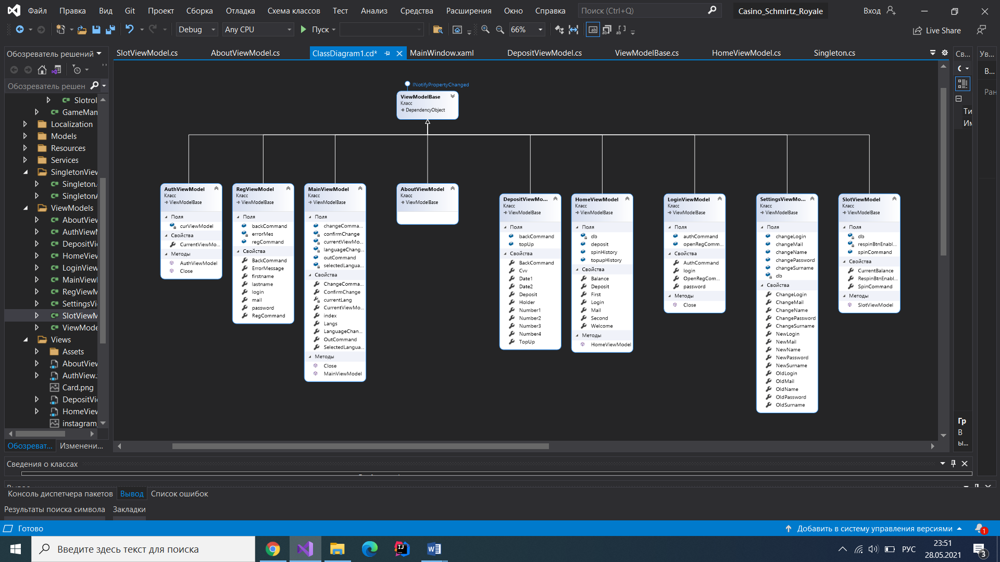 Файл Правка Вид Git Проект Сборка Отладка Схема классов Тест Анализ Средства Расширения Окно Справка Поиск (Ctrl+Q) Casino_Schmirtz_Royale Вход
Debug Any CPU Пуск 66% Live Share
Обозреватель решений
SlotViewModel.cs AboutViewModel.cs ClassDiagram1.cd* MainWindow.xaml DepositViewModel.cs ViewModelBase.cs HomeViewModel.cs Singleton.cs
Св... Ув...
Обозреватель решен
C# Slotrol
C# GameMan
Localization
Models
Resources
Services
SingletonView
C# Singleton.
C# SingletonA
ViewModels
C# AboutView
C# AuthViewM
C# DepositVie
C# HomeView
C# LoginView
C# MainView
C# RegViewM
C# SettingsVi
C# SlotViewM
C# ViewMode
Views
Assets
AboutView
AuthView.
Card.png
DepositVie
HomeView
instagram_
Обозреват... Изменени...
INotifyPropertyChanged
ViewModelBase
Класс
DependencyObject
AuthViewModel
Класс
ViewModelBase
Поля
curViewModel
Свойства
CurrentViewMo...
Методы
AuthViewModel
Close
RegViewModel
Класс
ViewModelBase
Поля
backCommand
errorMes
regCommand
Свойства
BackCommand
ErrorMessage
firstname
lastname
login
mail
password
RegCommand
MainViewModel
Класс
ViewModelBase
Поля
changeComma...
confirmChange
currentViewMo...
languageChang...
outCommand
selectedLangua...
Свойства
ChangeComma...
ConfirmChange
currentLang
CurrentViewMo...
index
Langs
LanguageChan...
OutCommand
SelectedLangua...
Методы
Close
MainViewModel
AboutViewModel
Класс
ViewModelBase
DepositViewMo...
Класс
ViewModelBase
Поля
backCommand
topUp
Свойства
BackCommand
Cvv
Date1
Date2
Deposit
Holder
Number1
Number2
Number3
Number4
TopUp
HomeViewModel
Класс
ViewModelBase
Поля
db
deposit
spinHistory
topupHistory
Свойства
Balance
Deposit
First
Login
Mail
Second
Welcome
Методы
HomeViewModel
LoginViewModel
Класс
ViewModelBase
Поля
authCommand
openRegComm...
Свойства
AuthCommand
login
OpenRegCom...
password
Методы
Close
SettingsViewMo...
Класс
ViewModelBase
Поля
changeLogin
changeMail
changeName
changePassword
changeSurname
db
Свойства
ChangeLogin
ChangeMail
ChangeName
ChangePassword
ChangeSurname
NewLogin
NewMail
NewName
NewPassword
NewSurname
OldLogin
OldMail
OldName
OldPassword
OldSurname
SlotViewModel
Класс
ViewModelBase
Поля
db
respinBtnEnabl...
spinCommand
Свойства
CurrentBalance
RespinBtnEnabl...
SpinCommand
Методы
SlotViewModel
В...
Ран
Ти
Им
Гр
В
ы...
Сведения о классах
Консоль диспетчера пакетов Вывод Список ошибок
Результаты поиска символа Закладки
Готово Добавить в систему управления версиями 1
Введите здесь текст для поиска РУС 23:51
28.05.2021 3